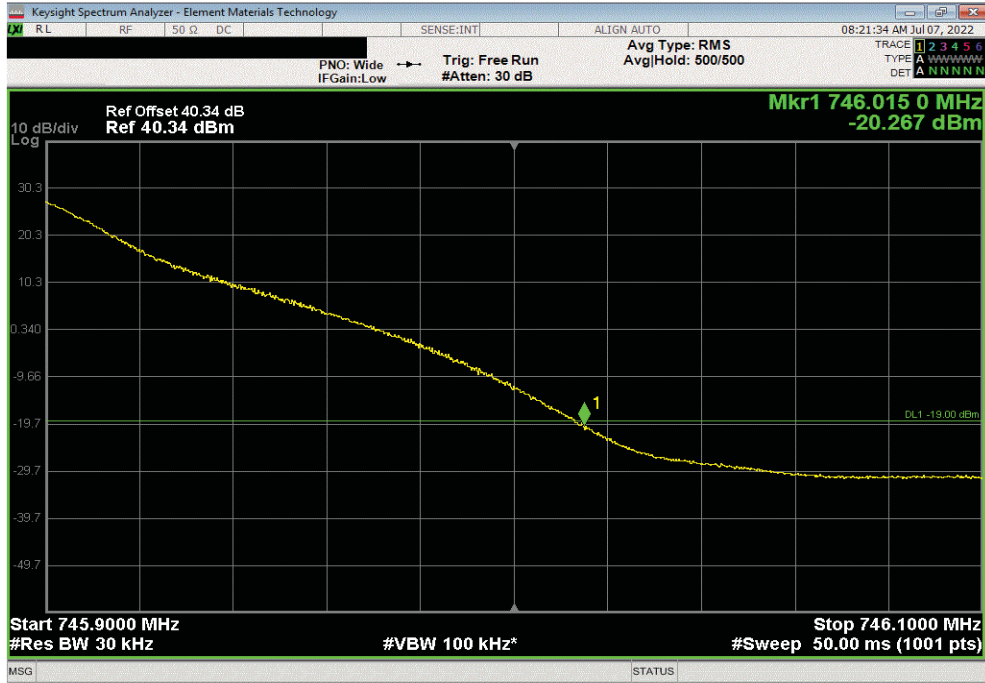 Keysight Spectrum Analyzer - Element Materials Technology
LXI RL RF 50 Ω DC SENSE:INT ALIGN AUTO 08:21:34 AM Jul 07, 2022
PNO: Wide Trig: Free Run Avg Type: RMS TRACE 1 2 3 4 5 6
IFGain:Low #Atten: 30 dB Avg|Hold: 500/500 TYPE A WWWWW
DET A N N N N N
Mkr1 746.015 0 MHz
-20.267 dBm
Ref Offset 40.34 dB
10 dB/div Ref 40.34 dBm
Log
30.3
20.3
10.3
0.340
-9.66
1
DL1 -19.00 dBm
-19.7
-29.7
-39.7
-49.7
Start 745.9000 MHz Stop 746.1000 MHz
#Res BW 30 kHz #VBW 100 kHz* #Sweep 50.00 ms (1001 pts)
MSG STATUS